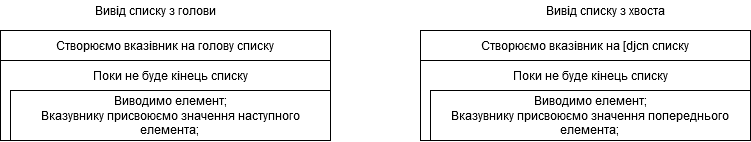 Вивід списку з голови
Створюємо вказівник на голову списку
Поки не буде кінець списку
Виводимо елемент;
Вказувнику присвоюємо значення наступного
елемента;
Вивід списку з хвоста
Створюємо вказівник на [djcn списку
Поки не буде кінець списку
Виводимо елемент;
Вказувнику присвоюємо значення попереднього
елемента;